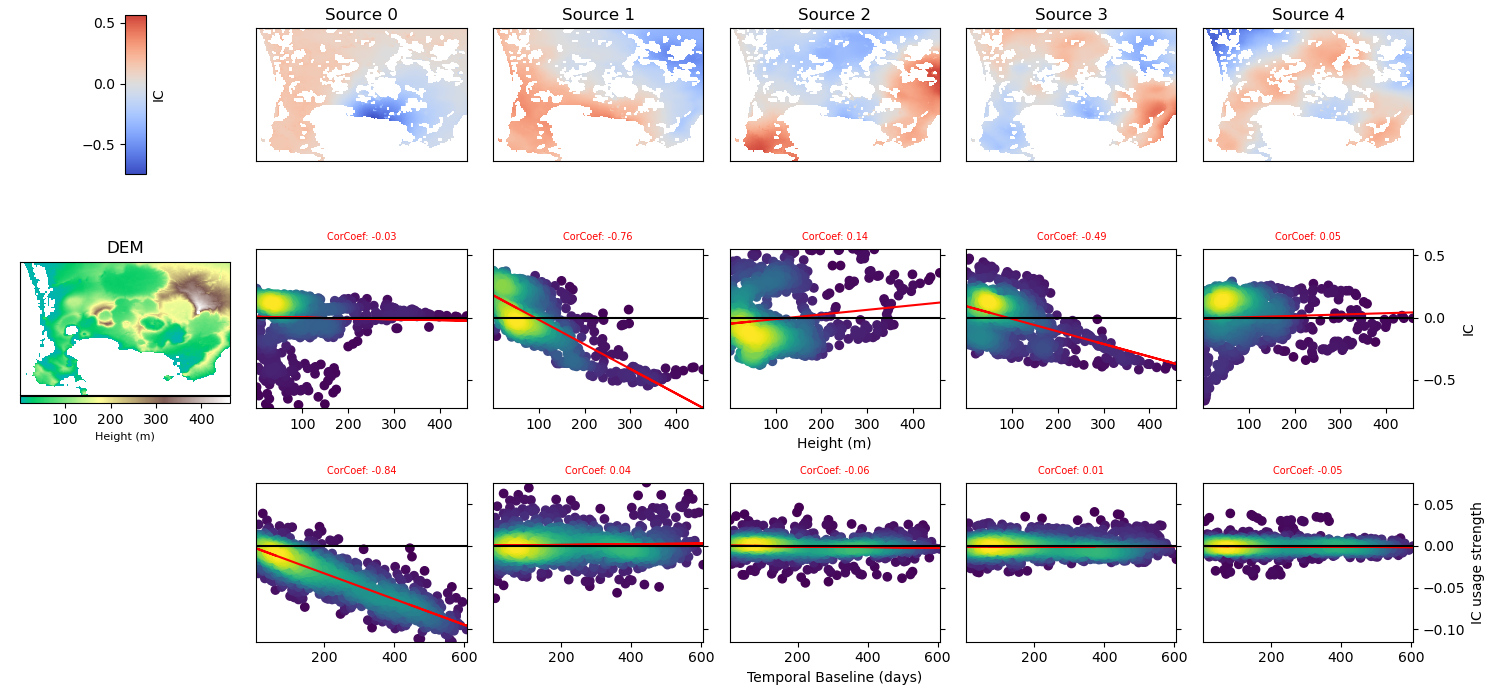 Source 0 Source 1 Source 2 Source 3 Source 4
0.5
0.0
−0.5
IC
DEM
100 200 300 400
Height (m)
CorCoef: -0.03 CorCoef: -0.76 CorCoef: 0.14 CorCoef: -0.49 CorCoef: 0.05
0.5
0.0
−0.5
IC
100 200 300 400 100 200 300 400 100 200 300 400 100 200 300 400 100 200 300 400
Height (m)
CorCoef: -0.84 CorCoef: 0.04 CorCoef: -0.06 CorCoef: 0.01 CorCoef: -0.05
0.05
0.00
−0.05
−0.10
IC usage strength
200 400 600 200 400 600 200 400 600 200 400 600 200 400 600
Temporal Baseline (days)